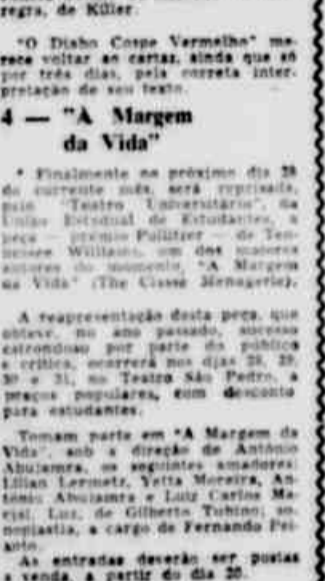 regra, de Küler.
"O Diabo Cospe Vermelho" me-
rece voltar ao cartaz, ainda que só
por três dias, pela correta inter-
pretação de seu texto.
4 — "À Margem
da Vida"
* Finalmente no próximo dia 28
do corrente mês, será reprisada,
pelo "Teatro Universitário", da
União Estadual de Estudantes, a
peça — prêmio Pulitzer — de Ten-
nessee Williams, um dos maiores
autores do momento, "A Margem
da Vida" (The Glass Menagerie).
A reapresentação desta peça, que
obteve, no ano passado, sucesso
estrondoso por parte do público
e crítica, ocorrerá nos dias 28, 29,
30 e 31, no Teatro São Pedro, a
preços populares, com desconto
para estudantes.
Tomam parte em "A Margem da
Vida", sob a direção de Antônio
Abujamra, os seguintes amadores:
Lilian Lermetz, Yetta Moreira, An-
tônio Abujamra e Luiz Carlos Ma-
ciel. Luz, de Gilberto Tubino; so-
noplastia, a cargo de Fernando Pei-
xoto.
As entradas deverão ser postas
a venda, a partir do dia 20.